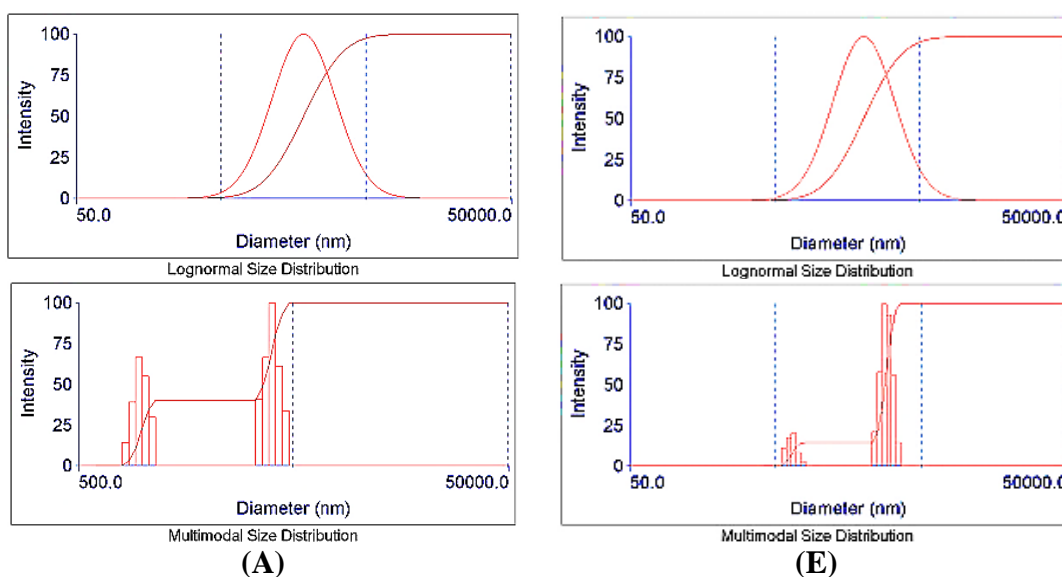 100
75
50
25
0
Intensity
50.0
50000.0
Diameter (nm)
Lognormal Size Distribution
100
75
50
25
0
Intensity
50.0
50000.0
Diameter (nm)
Lognormal Size Distribution
100
75
50
25
0
Intensity
500.0
50000.0
Diameter (nm)
Multimodal Size Distribution
(A)
100
75
50
25
0
Intensity
50.0
50000.0
Diameter (nm)
Multimodal Size Distribution
(E)